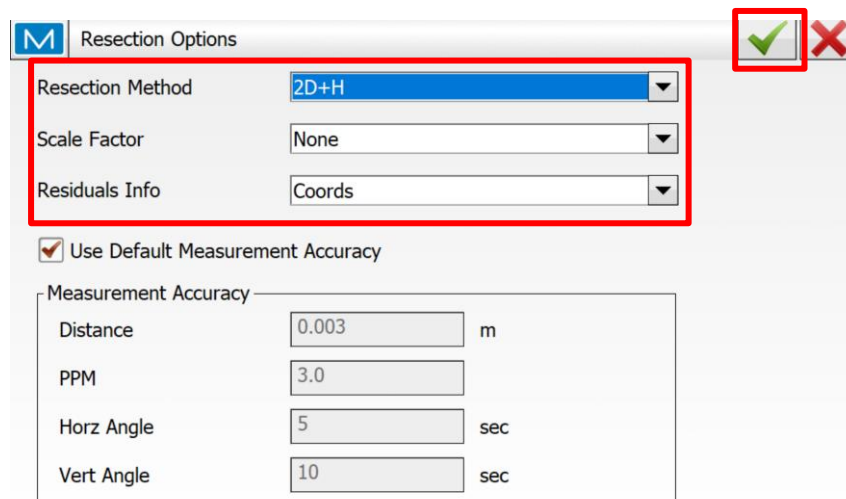 Resection Options
Resection Method 2D+H
Scale Factor None
Residuals Info Coords
Use Default Measurement Accuracy
Measurement Accuracy
Distance 0.003 m
PPM 3.0
Horz Angle 5 sec
Vert Angle 10 sec